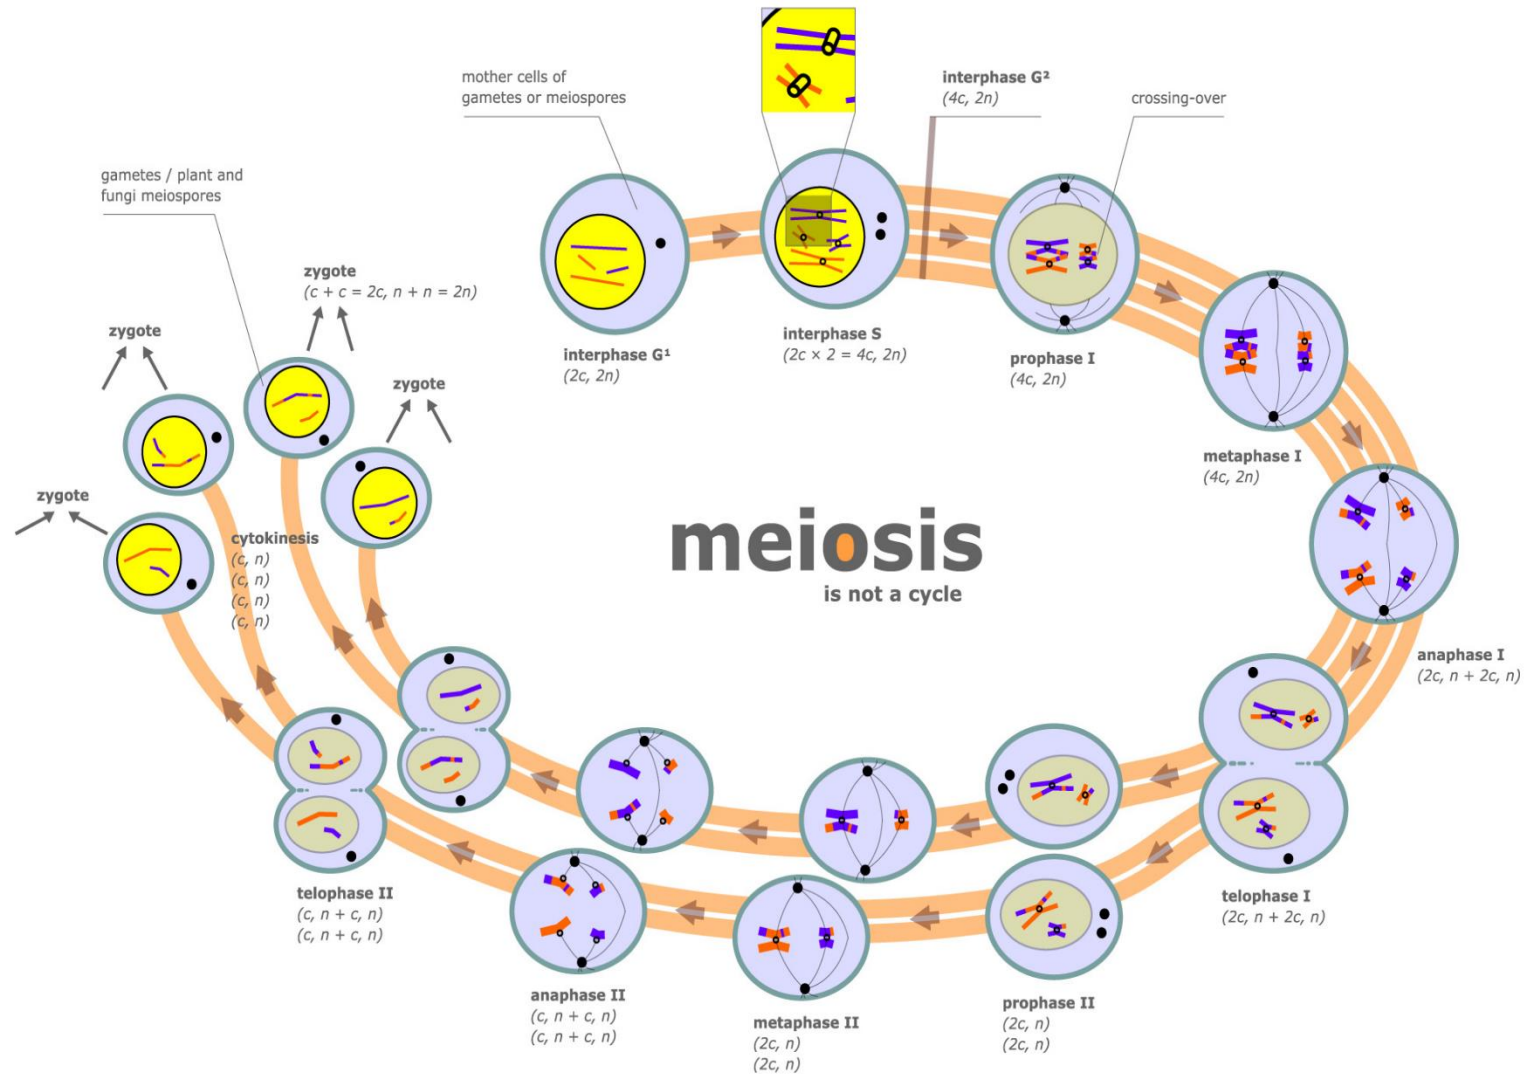 mother cells of
gametes or meiospores
interphase G²
(4c, 2n)
crossing-over
gametes / plant and
fungi meiospores
zygote
(c + c = 2c, n + n = 2n)
zygote
zygote
zygote
interphase G¹
(2c, 2n)
interphase S
(2c × 2 = 4c, 2n)
prophase I
(4c, 2n)
metaphase I
(4c, 2n)
cytokinesis
(c, n)
(c, n)
(c, n)
(c, n)
meiosis
is not a cycle
anaphase I
(2c, n + 2c, n)
telophase I
(2c, n + 2c, n)
telophase II
(c, n + c, n)
(c, n + c, n)
anaphase II
(c, n + c, n)
(c, n + c, n)
metaphase II
(2c, n)
(2c, n)
prophase II
(2c, n)
(2c, n)